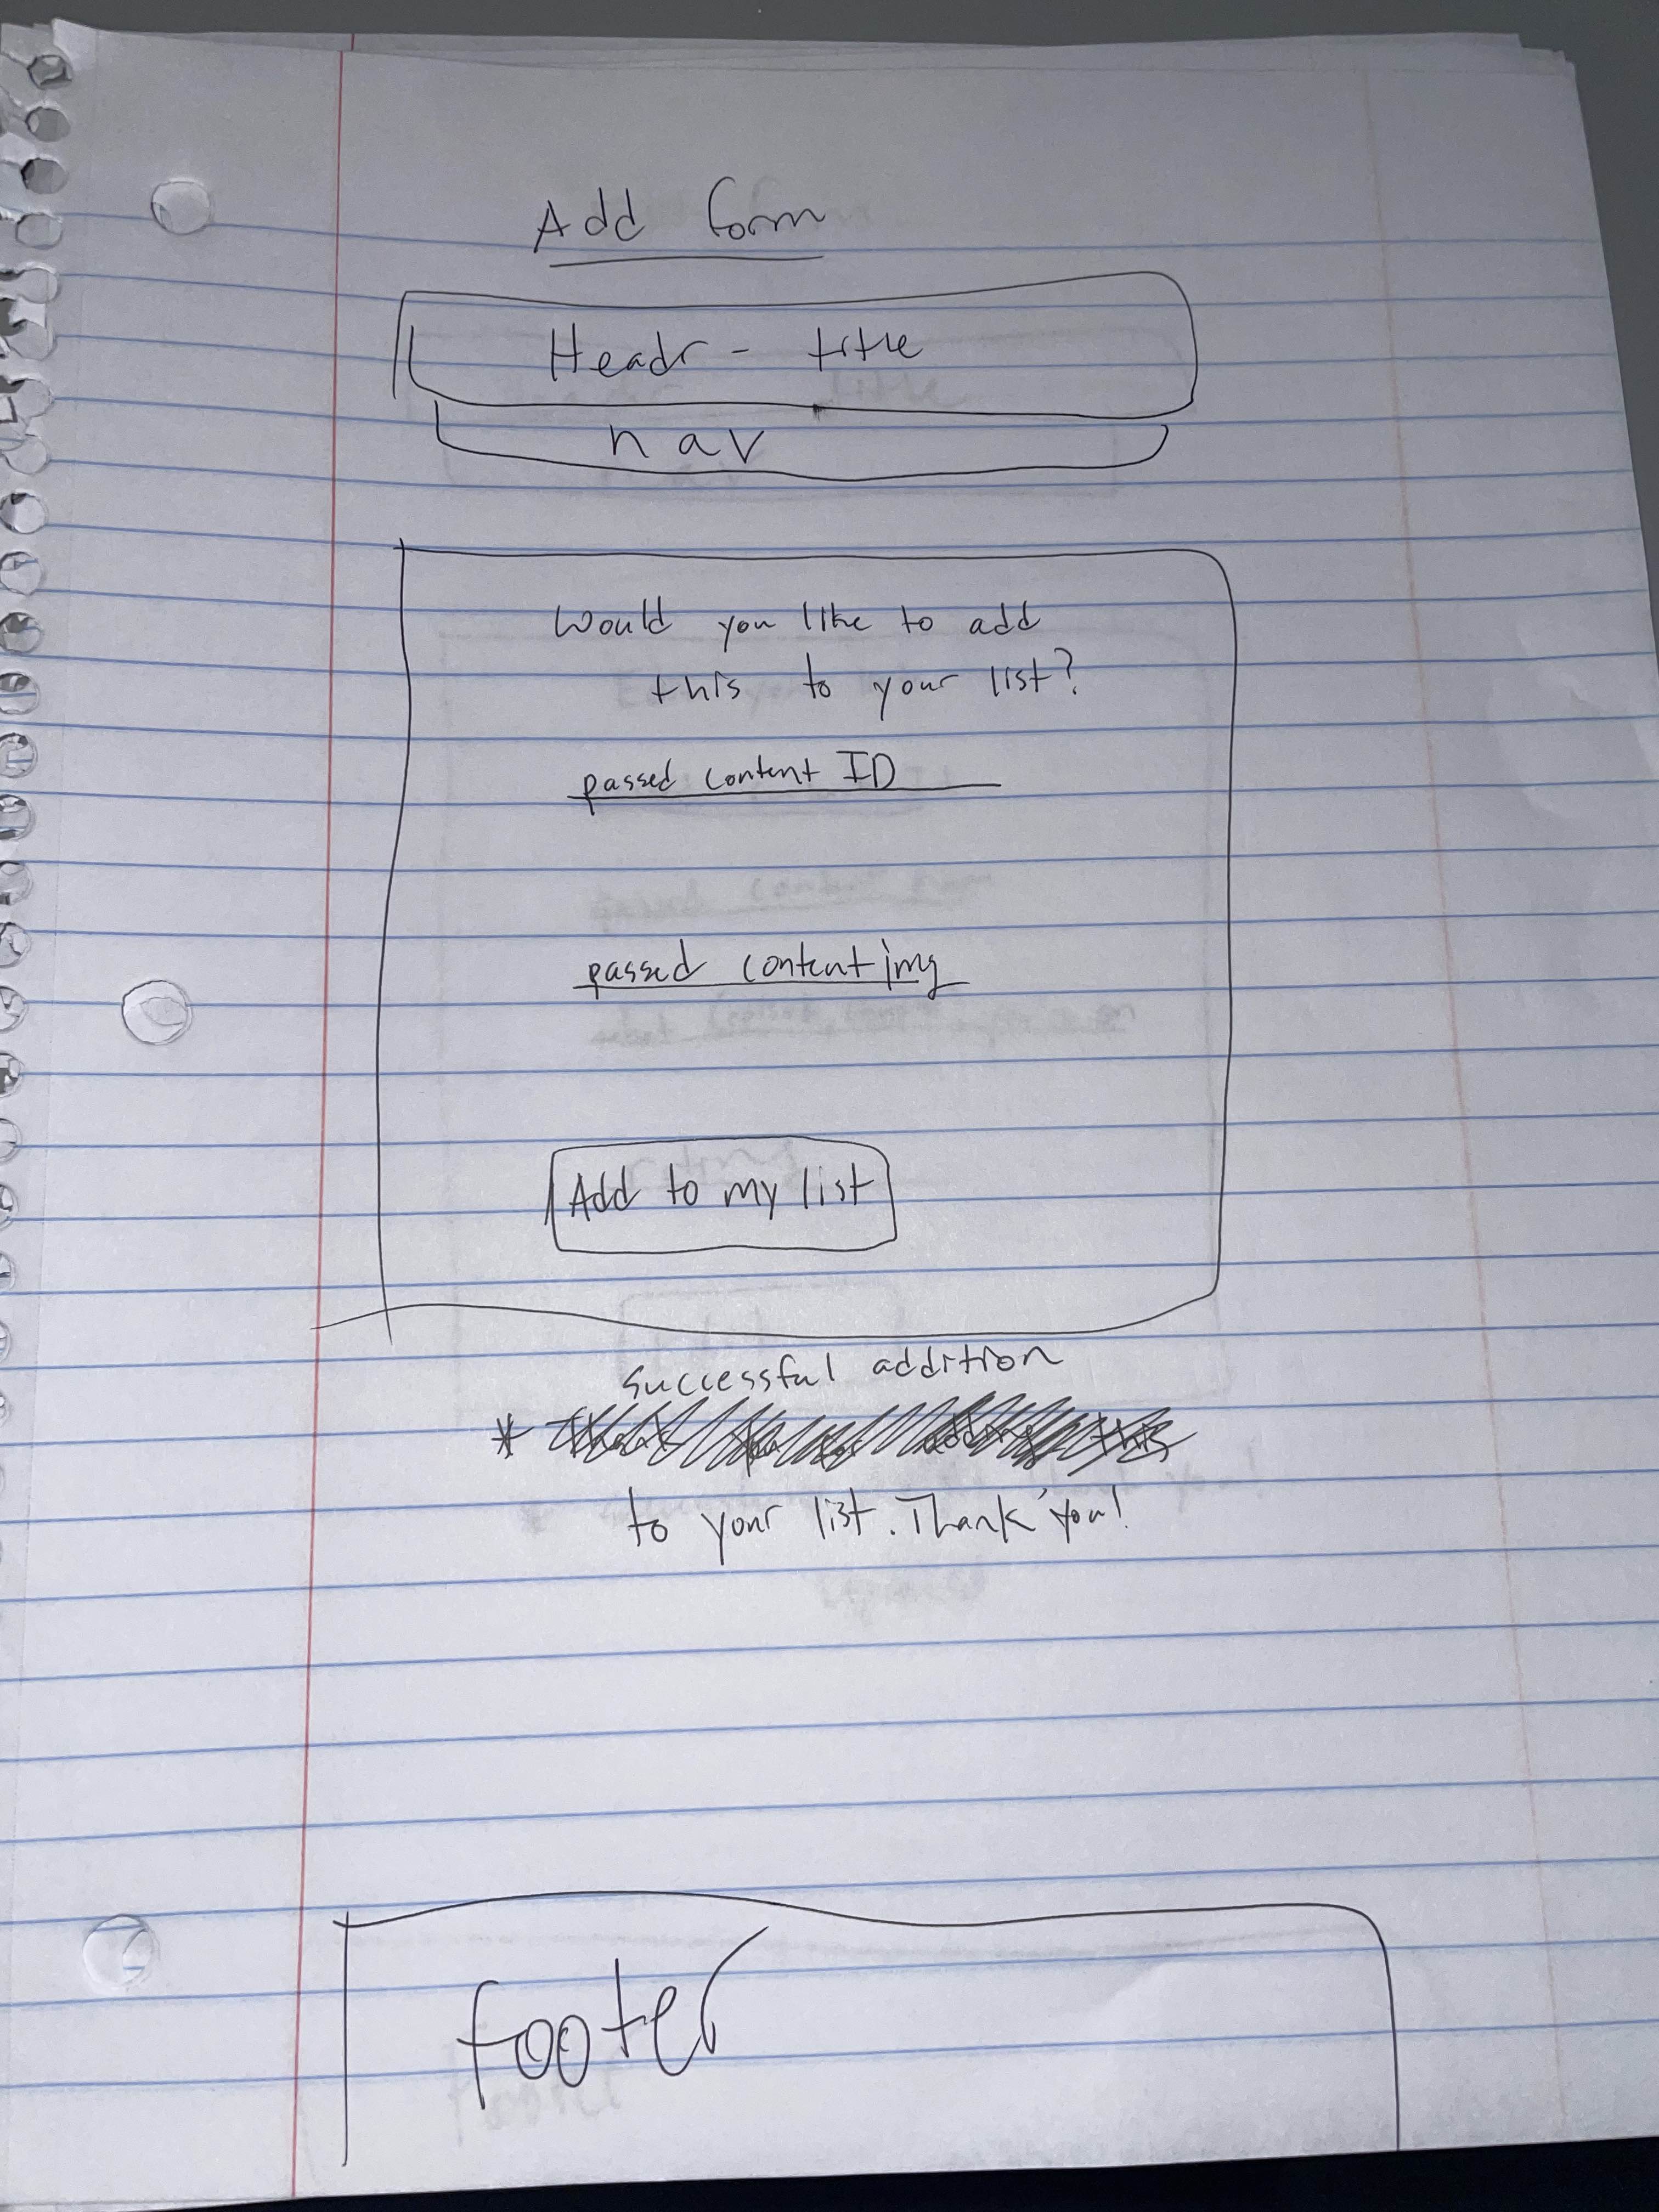 Add form
Headr - title
nav
Would you like to add
this to your list?
passed content ID
passed content img
Add to my list
Successful addition
*
to your list. Thank you!
footer